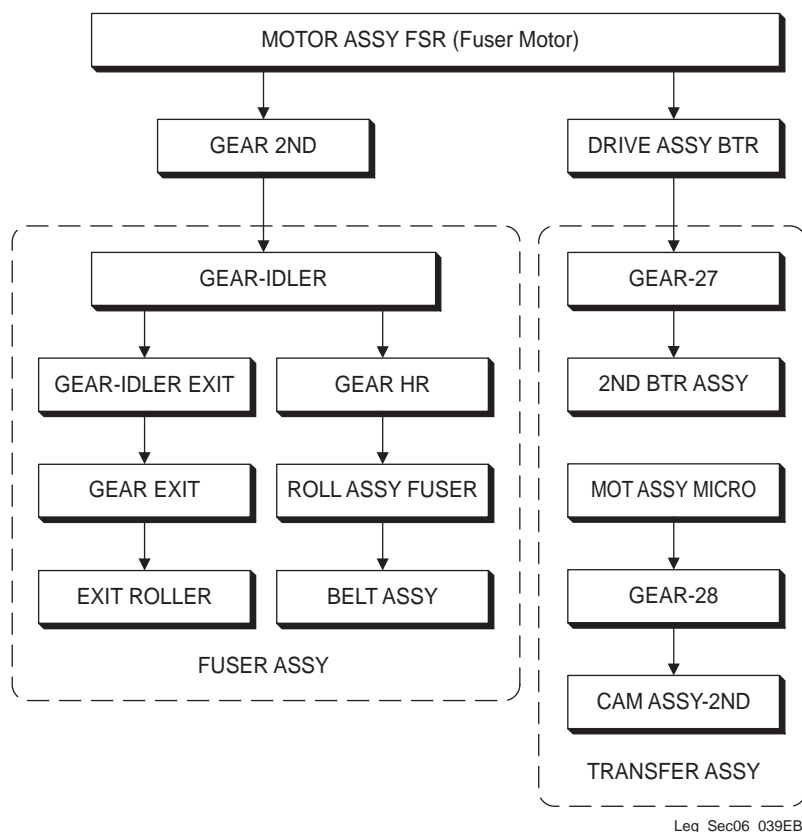 MOTOR ASSY FSR (Fuser Motor)
GEAR 2ND
DRIVE ASSY BTR
GEAR-IDLER
GEAR-27
GEAR-IDLER EXIT
GEAR HR
2ND BTR ASSY
GEAR EXIT
ROLL ASSY FUSER
MOT ASSY MICRO
EXIT ROLLER
BELT ASSY
GEAR-28
FUSER ASSY
CAM ASSY-2ND
TRANSFER ASSY
Leg_Sec06_039EB